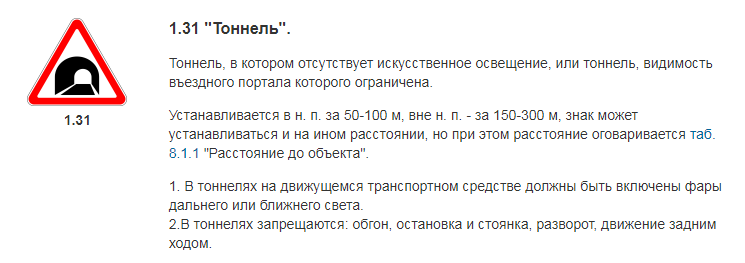 1.31 "Тоннель".
1.31
Тоннель, в котором отсутствует искусственное освещение, или тоннель, видимость
въездного портала которого ограничена.
Устанавливается в н. п. за 50-100 м, вне н. п. - за 150-300 м, знак может
устанавливаться и на ином расстоянии, но при этом расстояние оговаривается таб.
8.1.1 "Расстояние до объекта".
1. В тоннелях на движущемся транспортном средстве должны быть включены фары
дальнего или ближнего света.
2.В тоннелях запрещаются: обгон, остановка и стоянка, разворот, движение задним
ходом.